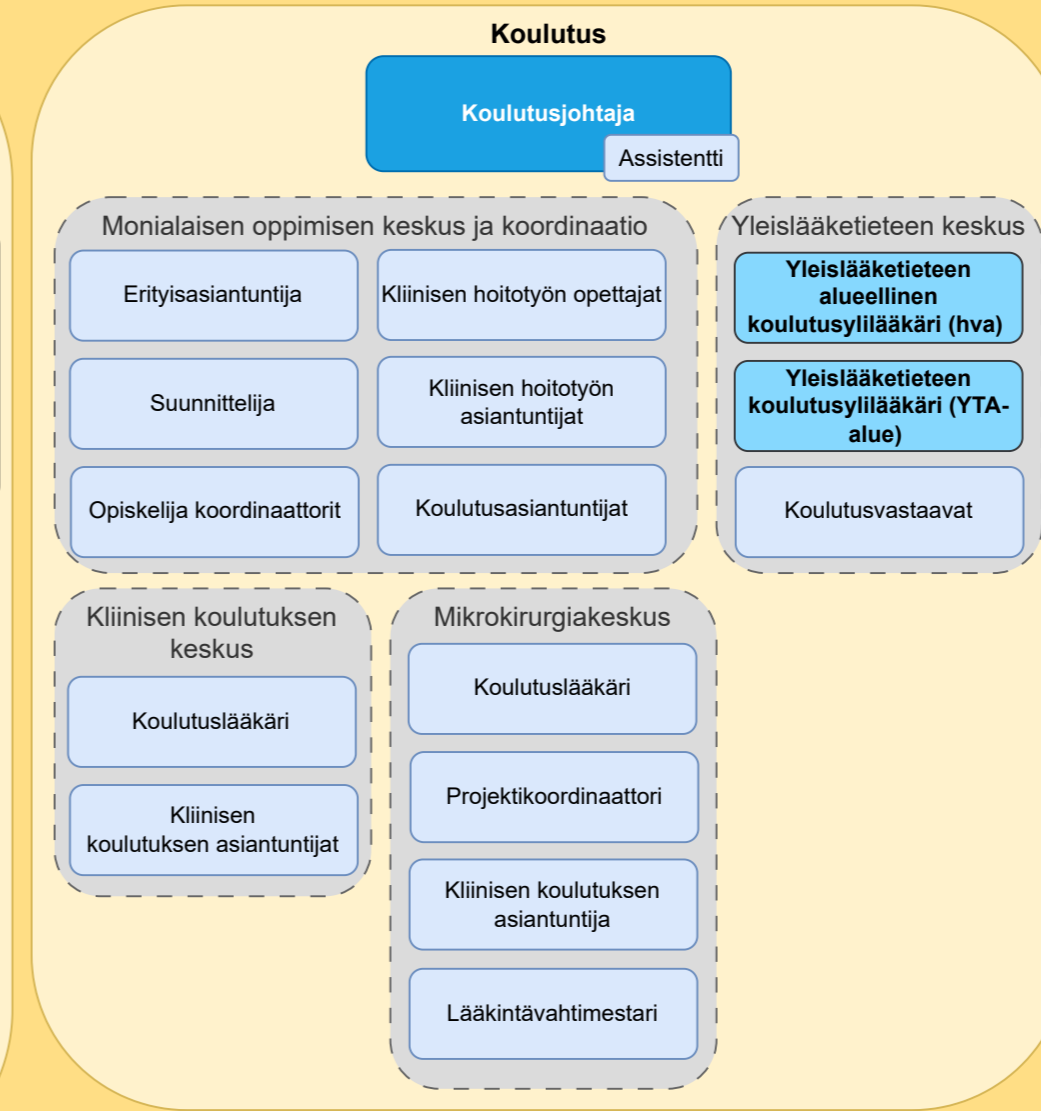 Koulutus
Koulutusjohtaja
Assistentti
Monialaisen oppimisen keskus ja koordinaatio
Erityisasiantuntija
Kliinisen hoitotyön opettajat
Suunnittelija
Kliinisen hoitotyön
asiantuntijat
Opiskelija koordinaattorit
Koulutusasiantuntijat
Yleislääketieteen keskus
Yleislääketieteen
alueellinen
koulutusylilääkäri (hva)
Yleislääketieteen
koulutusylilääkäri (YTA-
alue)
Koulutusvastaavat
Kliinisen koulutuksen
keskus
Koulutuslääkäri
Kliinisen
koulutuksen asiantuntijat
Mikrokirurgiakeskus
Koulutuslääkäri
Projektikoordinaattori
Kliinisen koulutuksen
asiantuntija
Lääkintävahtimestari